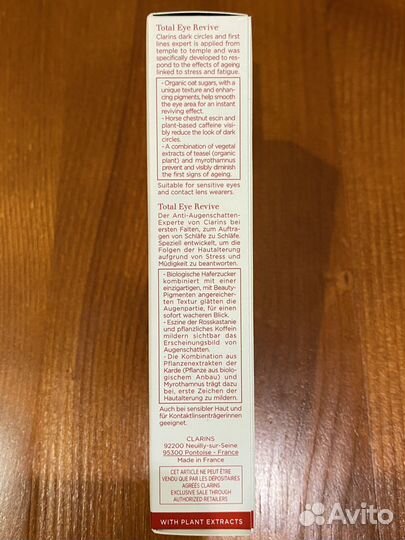 Total Eye Revive
Clarins dark circles and first
lines expert is applied from
temple to temple and was
specifically developed to re-
spond to the effects of ageing
linked to stress and fatigue.
- Organic oat sugars, with a
unique texture and enhan-
cing pigments, help smooth
the eye area for an instant
reviving effect.
- Horse chestnut escin and
plant-based caffeine visi-
bly reduce the look of dark
circles.
- A combination of vegetal
extracts of teasel (organic
plant) and myrothamnus
prevent and visibly diminish
the first signs of ageing.
Suitable for sensitive eyes
and contact lens wearers.
Total Eye Revive
Der Anti-Augenschatten-
Experte von Clarins bei
ersten Falten, zum Auftra-
gen von Schläfe zu Schläfe.
Speziell entwickelt, um die
Folgen der Hautalterung
aufgrund von Stress und
Müdigkeit zu beantworten.
- Biologische Haferzucker
kombiniert mit einer
einzigartigen, mit Beauty-
Pigmenten angereicher-
ten Textur glätten die
Augenpartie, für einen
sofort wacheren Blick.
- Eszine der Rosskastanie
und pflanzliches Koffein
mildern sichtbar das
Erscheinungsbild von
Augenschatten.
- Die Kombination aus
Pflanzenextrakten der
Karde (Pflanze aus biolo-
gischem Anbau) und
Myrothamnus trägt dazu
bei, erste Zeichen der
Hautalterung zu mildern.
Auch bei sensibler Haut und
für Kontaktlinsenträgerinnen
geeignet.
CLARINS
92200 Neuilly-sur-Seine
95300 Pontoise - France
Made in France
CET ARTICLE NE PEUT ÊTRE
VENDU QUE PAR LES DÉPOSITAIRES
AGRÉÉS CLARINS
EXCLUSIVE SALE THROUGH
AUTHORIZED RETAILERS
WITH PLANT EXTRACTS
Avito